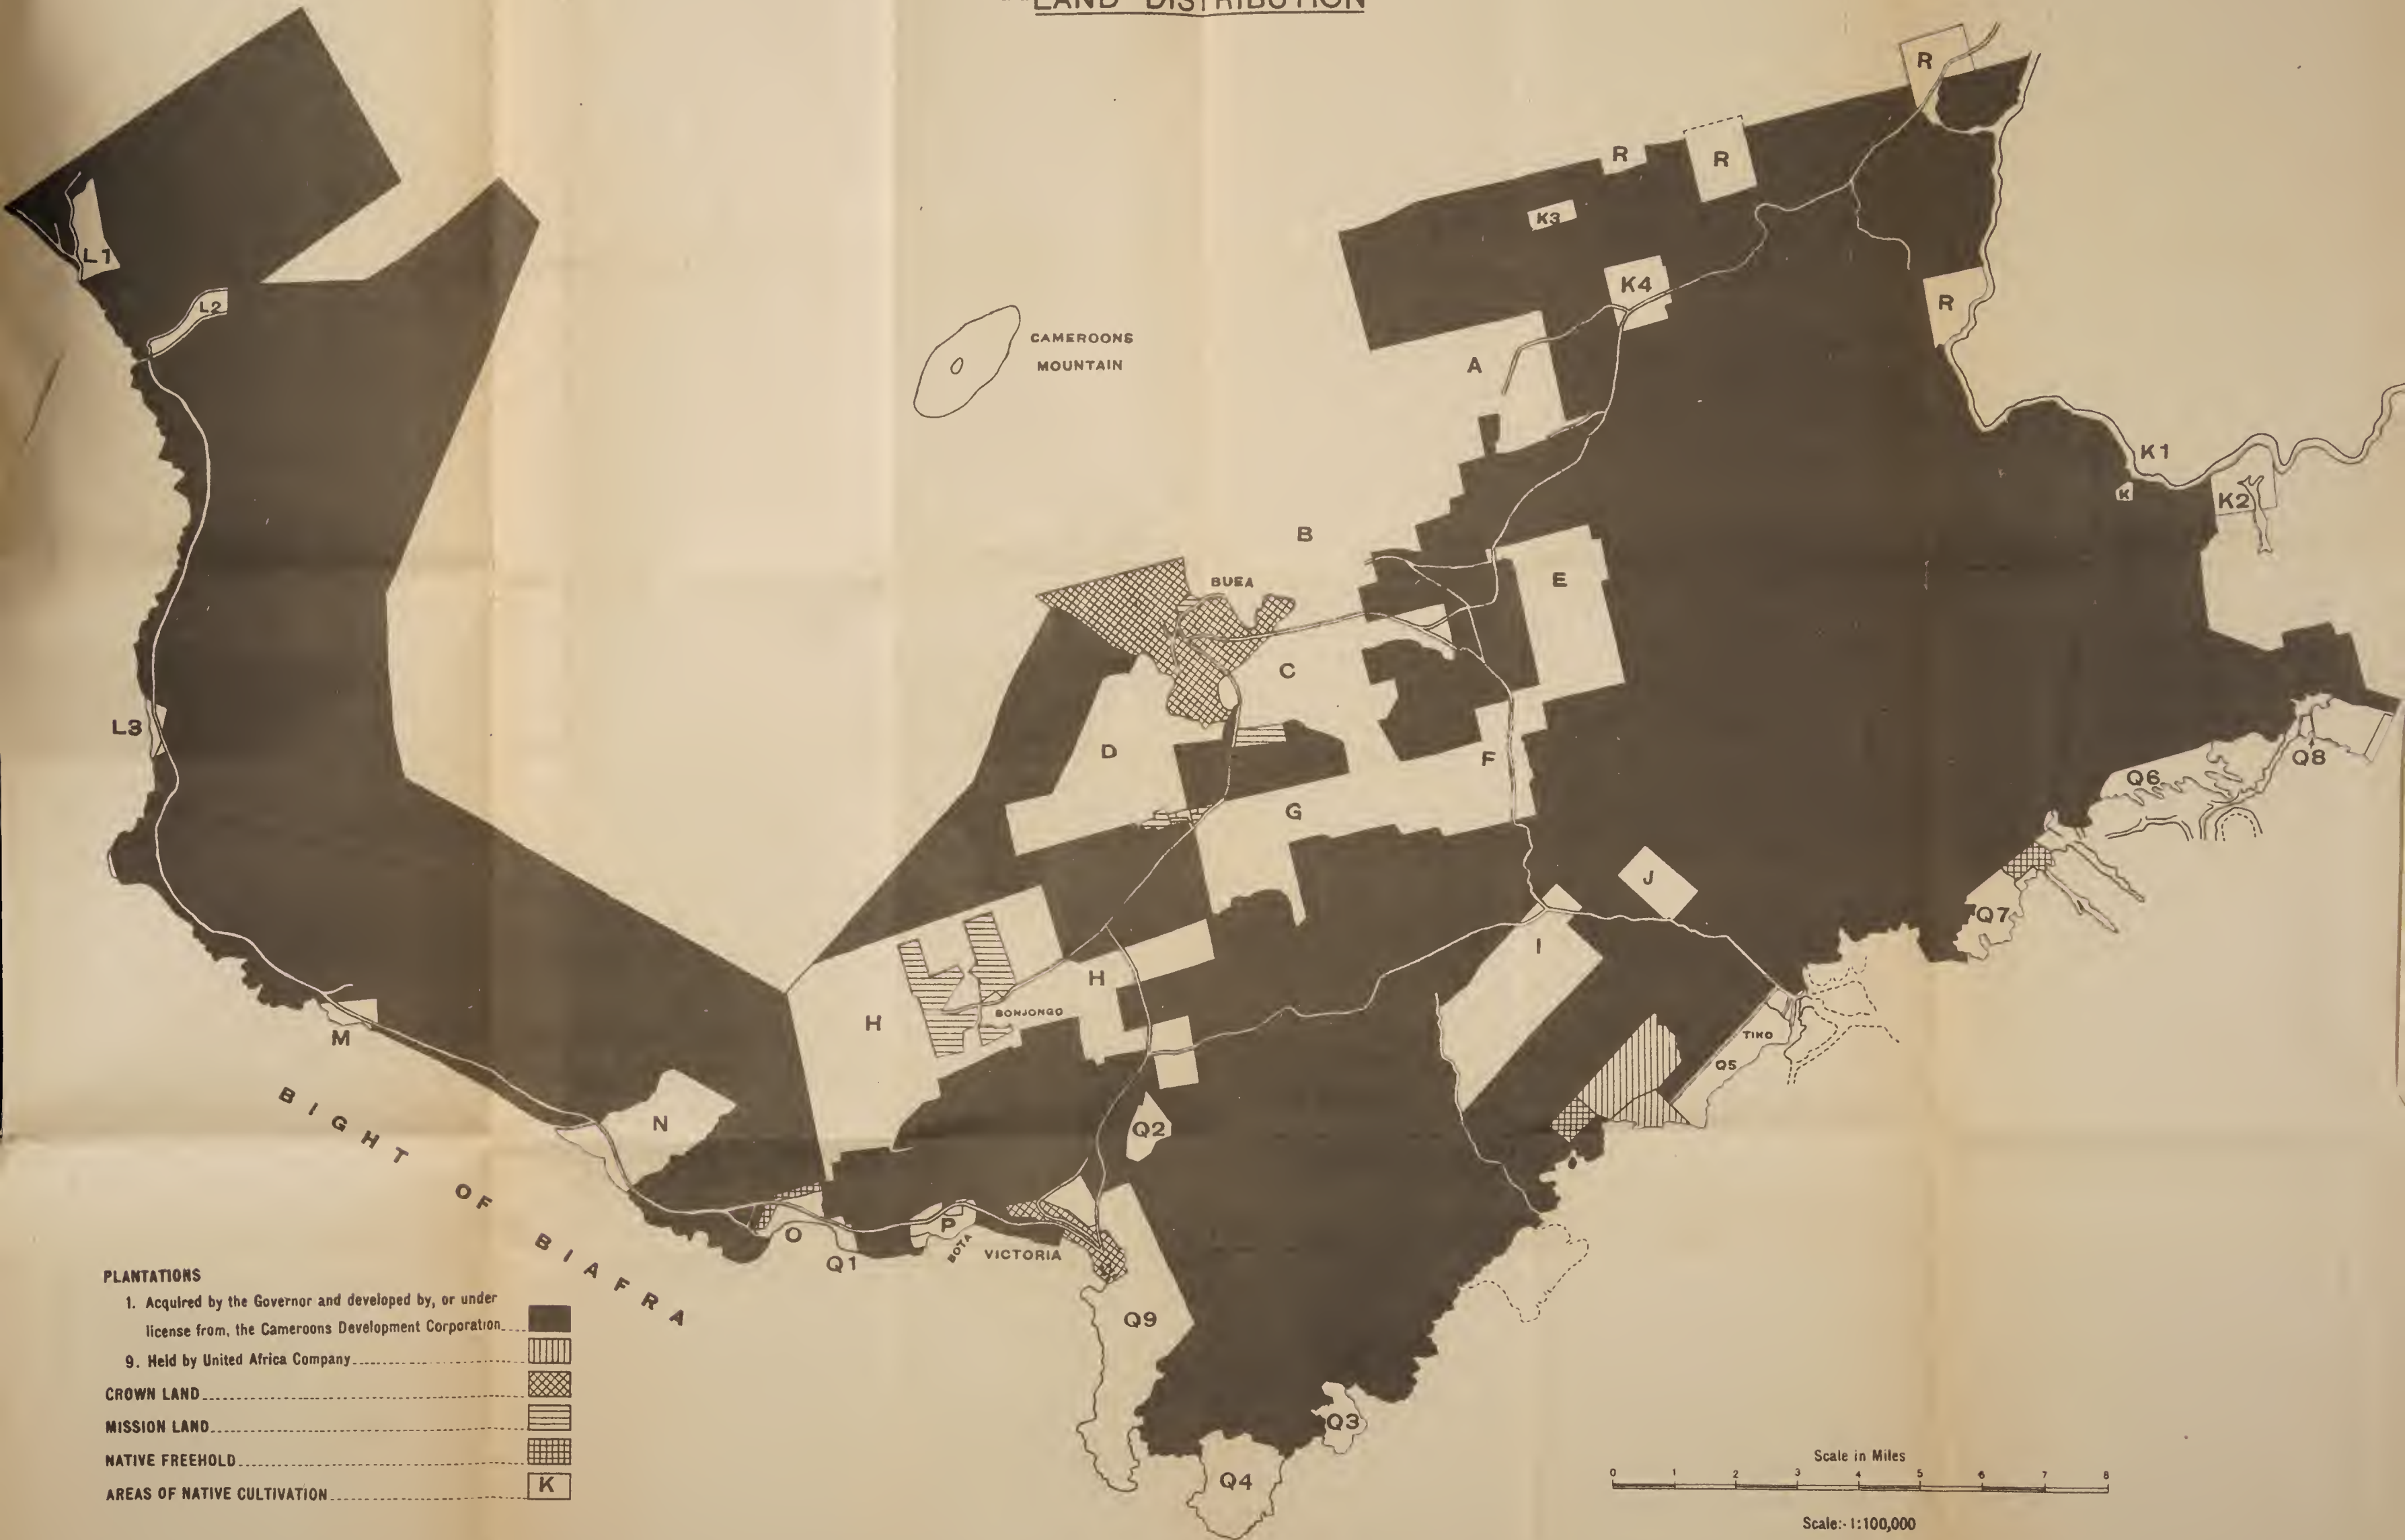 LAND DISTRIBUTION
R
R
R
K3
L1
K4
L2
R
CAMEROONS
MOUNTAIN
A
K1
K
K2
B
BUEA
E
C
L3
D
F
Q8
Q6
G
J
Q7
I
H
H
BONJONGO
M
TIKO
Q5
N
Q2
BIGHT OF BIAFRA
O
P
BOTA
Q1
VICTORIA
Q9
Q3
Q4
PLANTATIONS
1. Acquired by the Governor and developed by, or under
license from, the Cameroons Development Corporation
9. Held by United Africa Company
CROWN LAND
MISSION LAND
NATIVE FREEHOLD
AREAS OF NATIVE CULTIVATION K
Scale in Miles
0 1 2 3 4 5 6 7 8
Scale:- 1:100,000